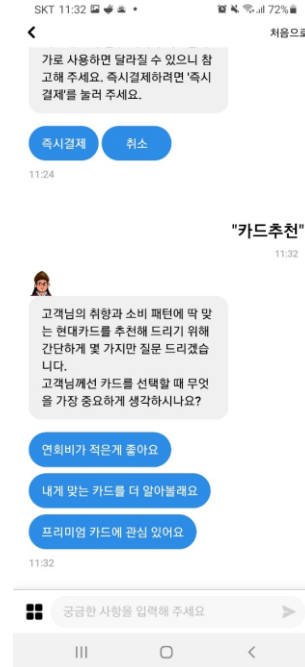 SKT 11:32
72%
처음으로
가로 사용하면 달라질 수 있으니 참
고해 주세요. 즉시결제하려면 '즉시
결제'를 눌러 주세요.
즉시결제
취소
11:24
"카드추천"
11:32
고객님의 취향과 소비 패턴에 딱 맞
는 현대카드를 추천해 드리기 위해
간단하게 몇 가지만 질문 드리겠습
니다.
고객님께선 카드를 선택할 때 무엇
을 가장 중요하게 생각하시나요?
연회비가 적은게 좋아요
내게 맞는 카드를 더 알아볼래요
프리미엄 카드에 관심 있어요
11:32
궁금한 사항을 입력해 주세요